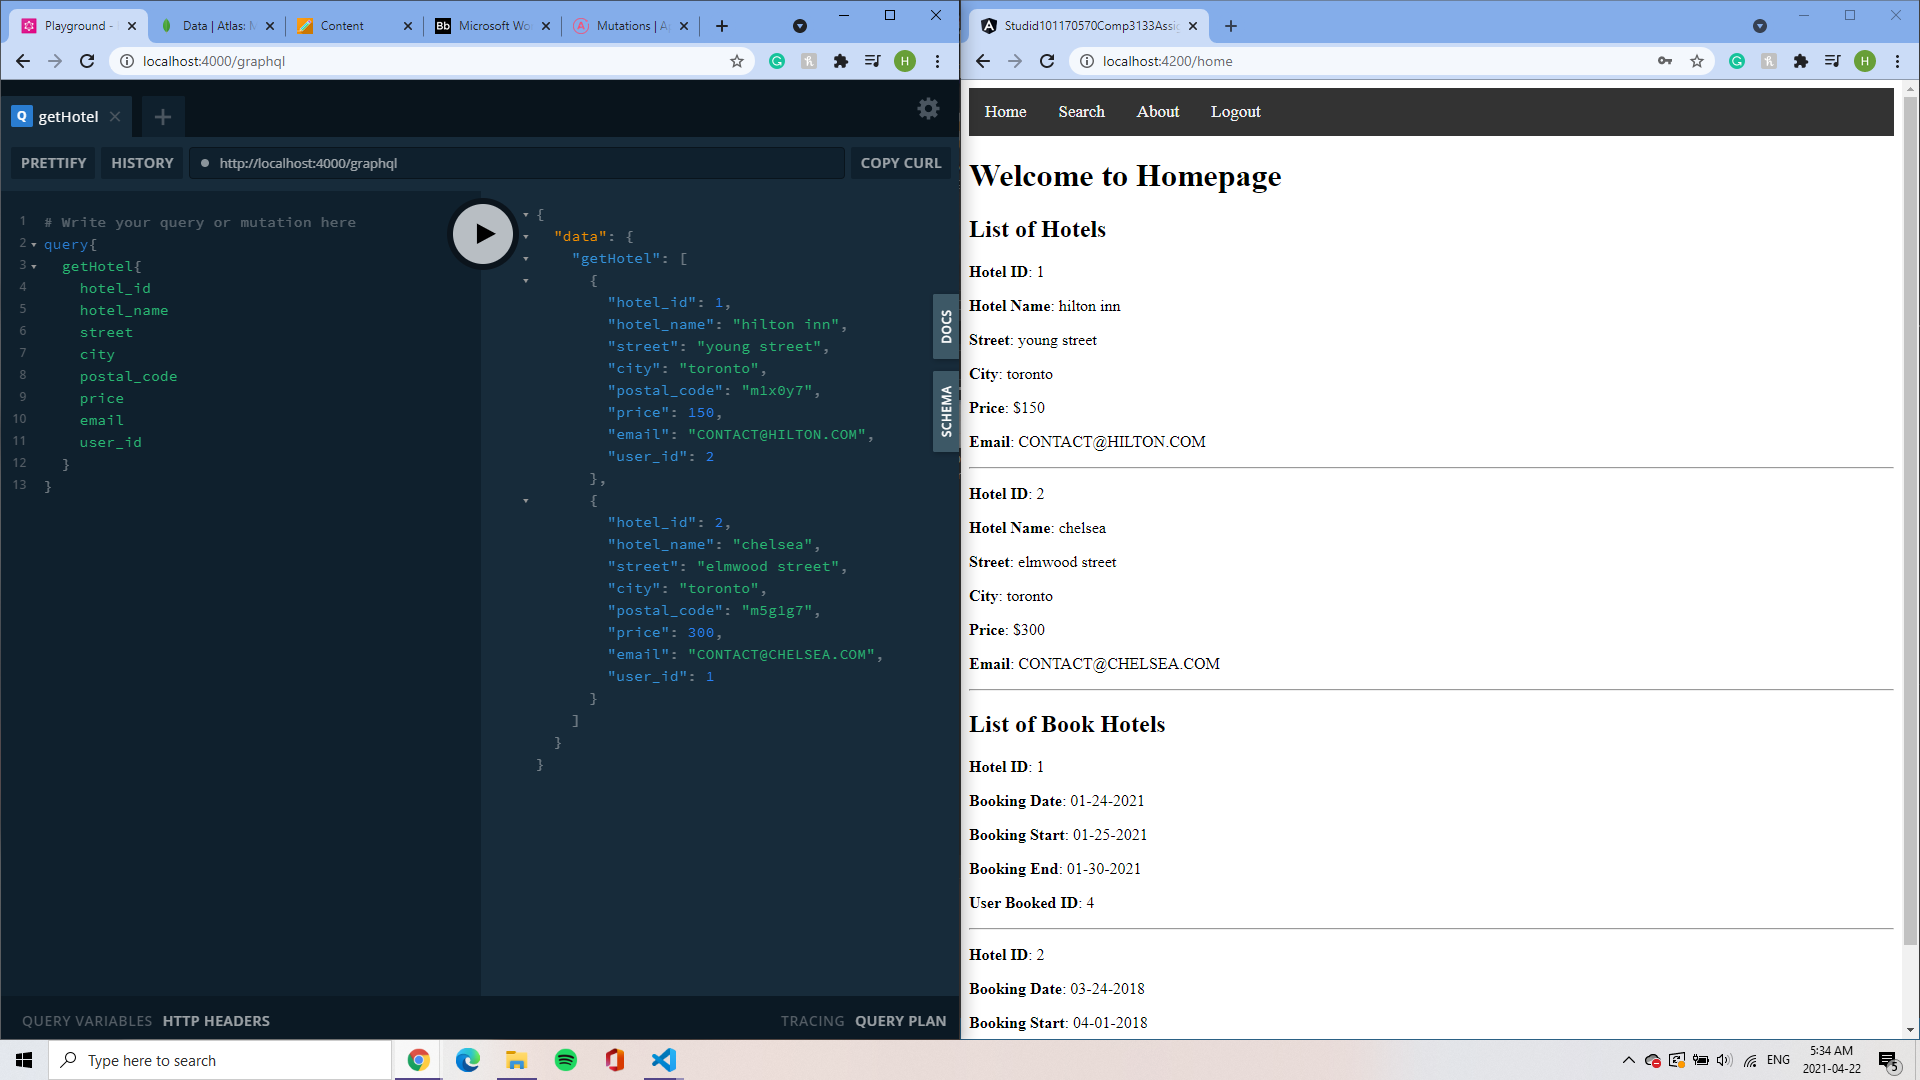 Playground -
Data | Atlas: M
Content
Bb Microsoft Wo
Mutations | A
localhost:4000/graphql
H
Q getHotel
PRETTIFY
HISTORY
http://localhost:4000/graphql
COPY CURL
1 # Write your query or mutation here
2 query{
3 getHotel{
4 hotel_id
5 hotel_name
6 street
7 city
8 postal_code
9 price
10 email
11 user_id
12 }
13 }
{
"data": {
"getHotel": [
{
"hotel_id": 1,
"hotel_name": "hilton inn",
"street": "young street",
"city": "toronto",
"postal_code": "m1x0y7",
"price": 150,
"email": "CONTACT@HILTON.COM",
"user_id": 2
},
{
"hotel_id": 2,
"hotel_name": "chelsea",
"street": "elmwood street",
"city": "toronto",
"postal_code": "m5g1g7",
"price": 300,
"email": "CONTACT@CHELSEA.COM",
"user_id": 1
}
]
}
}
DOCS
SCHEMA
QUERY VARIABLES HTTP HEADERS
TRACING QUERY PLAN
Studid101170570Comp3133Assig
localhost:4200/home
H
Home Search About Logout
Welcome to Homepage
List of Hotels
Hotel ID: 1
Hotel Name: hilton inn
Street: young street
City: toronto
Price: $150
Email: CONTACT@HILTON.COM
Hotel ID: 2
Hotel Name: chelsea
Street: elmwood street
City: toronto
Price: $300
Email: CONTACT@CHELSEA.COM
List of Book Hotels
Hotel ID: 1
Booking Date: 01-24-2021
Booking Start: 01-25-2021
Booking End: 01-30-2021
User Booked ID: 4
Hotel ID: 2
Booking Date: 03-24-2018
Booking Start: 04-01-2018
Type here to search
ENG
5:34 AM
2021-04-22
5